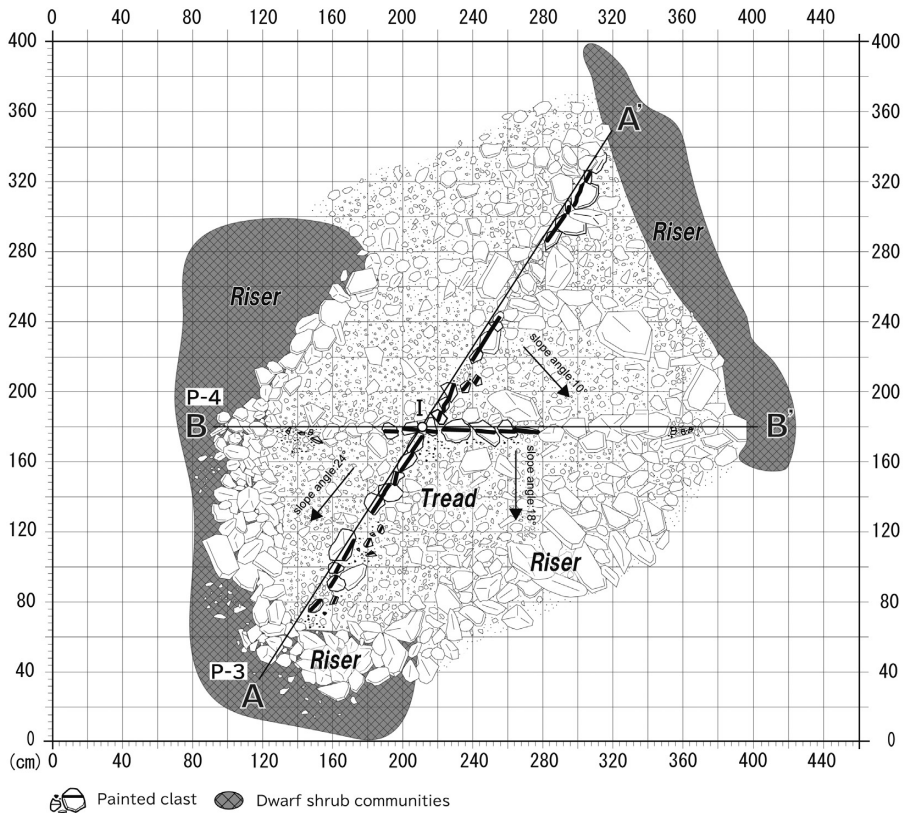 0 40 80 120 160 200 240 280 320 360 400 440
400 400
360 A A' 360
320 320
Riser
280 280
Riser
240 240
slope angle 10°
200 200
P-4
I
B B'
160 160
slope angle 24°
slope angle 18°
Tread
120 120
Riser
80 80
Riser
P-3
40 40
A
0 0
(cm) 0 40 80 120 160 200 240 280 320 360 400 440
Painted clast Dwarf shrub communities